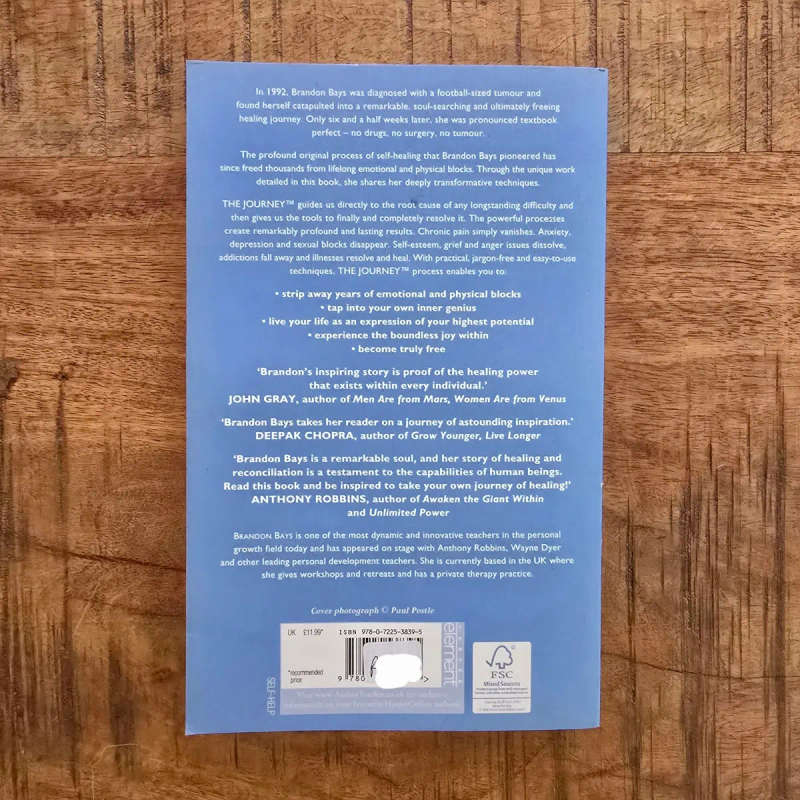 In 1992, Brandon Bays was diagnosed with a football-sized tumour and
found herself catapulted into a remarkable, soul-searching and ultimately freeing
healing journey. Only six and a half weeks later, she was pronounced textbook
perfect – no drugs, no surgery, no tumour.
The profound original process of self-healing that Brandon Bays pioneered has
since freed thousands from lifelong emotional and physical blocks. Through the unique work
detailed in this book, she shares her deeply transformative techniques.
THE JOURNEY™ guides us directly to the root cause of any longstanding difficulty and
then gives us the tools to finally and completely resolve it. The powerful processes
create remarkably profound and lasting results. Chronic pain simply vanishes. Anxiety,
depression and sexual blocks disappear. Self-esteem, grief and anger issues dissolve,
addictions fall away and illnesses resolve and heal. With practical, jargon-free and easy-to-use
techniques, THE JOURNEY™ process enables you to:
• strip away years of emotional and physical blocks
• tap into your own inner genius
• live your life as an expression of your highest potential
• experience the boundless joy within
• become truly free
‘Brandon’s inspiring story is proof of the healing power
that exists within every individual.’
JOHN GRAY, author of Men Are from Mars, Women Are from Venus
‘Brandon Bays takes her reader on a journey of astounding inspiration.’
DEEPAK CHOPRA, author of Grow Younger, Live Longer
‘Brandon Bays is a remarkable soul, and her story of healing and
reconciliation is a testament to the capabilities of human beings.
Read this book and be inspired to take your own journey of healing!’
ANTHONY ROBBINS, author of Awaken the Giant Within
and Unlimited Power
BRANDON BAYS is one of the most dynamic and innovative teachers in the personal
growth field today and has appeared on stage with Anthony Robbins, Wayne Dyer
and other leading personal development teachers. She is currently based in the UK where
she gives workshops and retreats and has a private therapy practice.
Cover photograph © Paul Postle
UK £11.99*
ISBN 978-0-7225-3839-5
*recommended
price
9 780
>
element
SELF-HELP
FSC
Mixed Sources